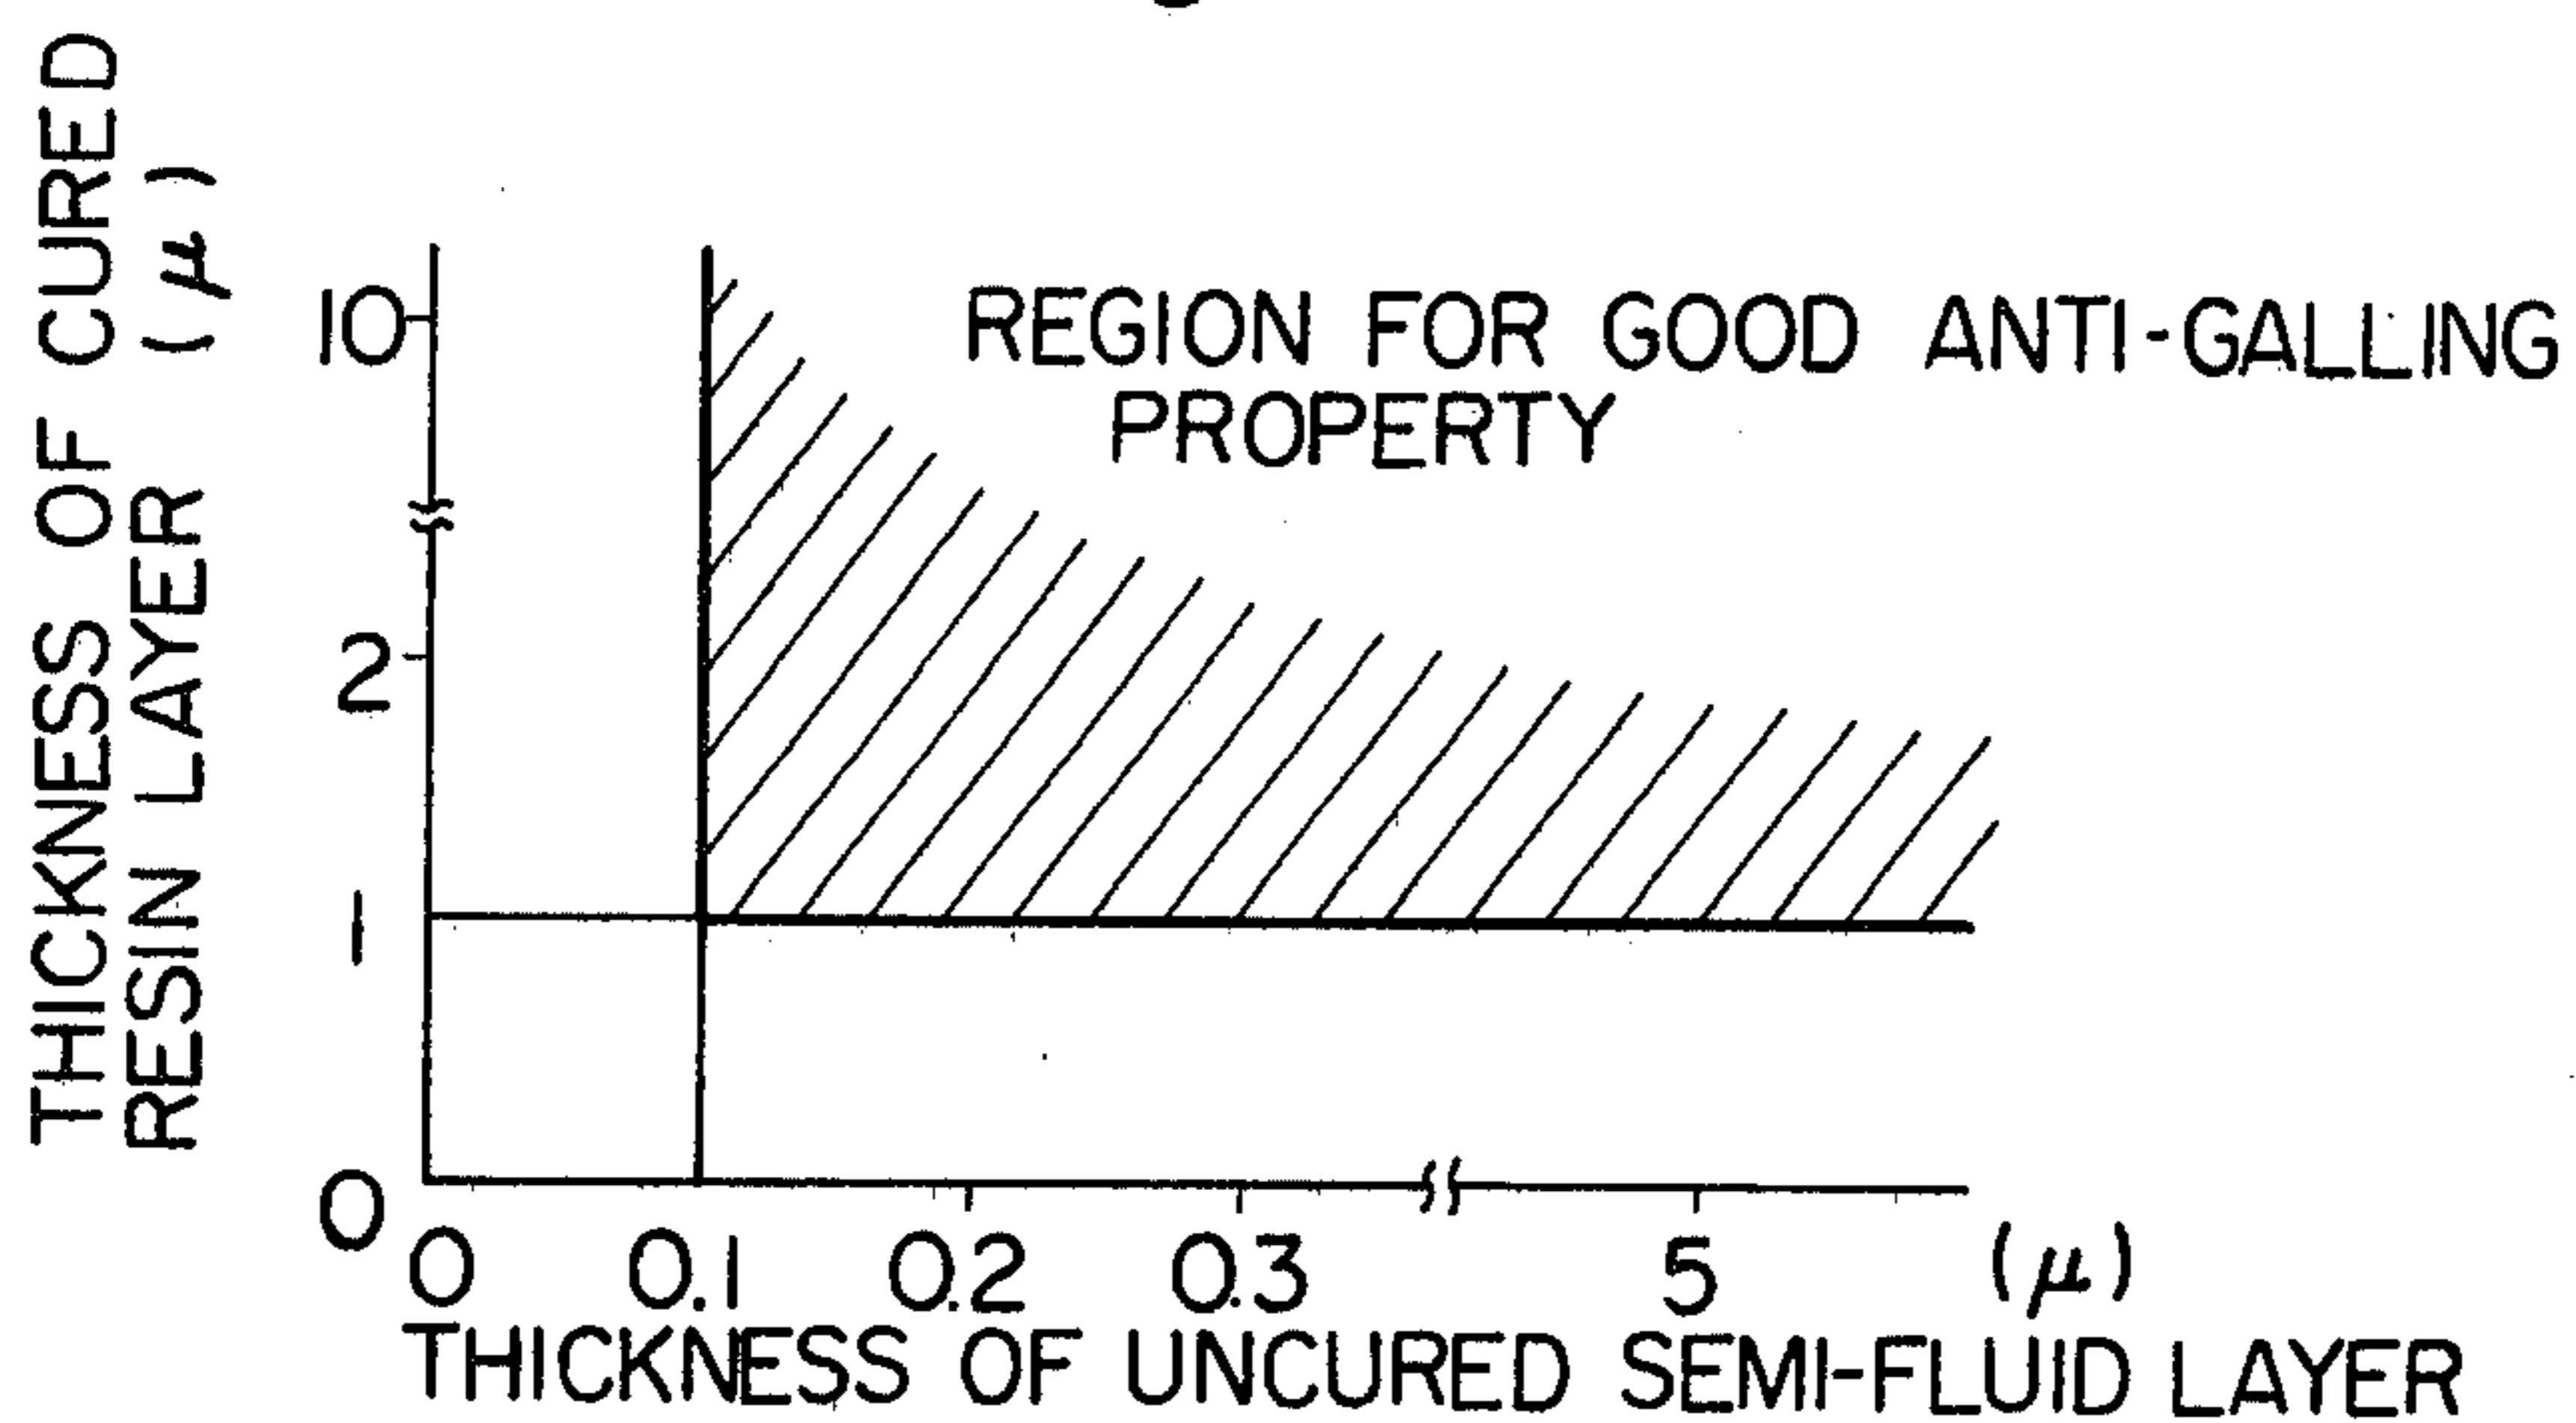 THICKNESS OF CURED
RESIN LAYER (μ)
10
2
1
0
REGION FOR GOOD ANTI-GALLING
PROPERTY
0 0.1 0.2 0.3 5 (μ)
THICKNESS OF UNCURED SEMI-FLUID LAYER